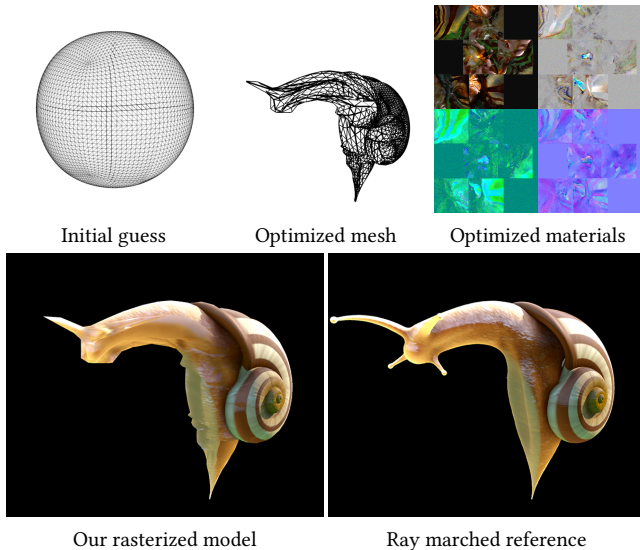 Initial guess
Optimized mesh
Optimized materials
Our rasterized model
Ray marched reference